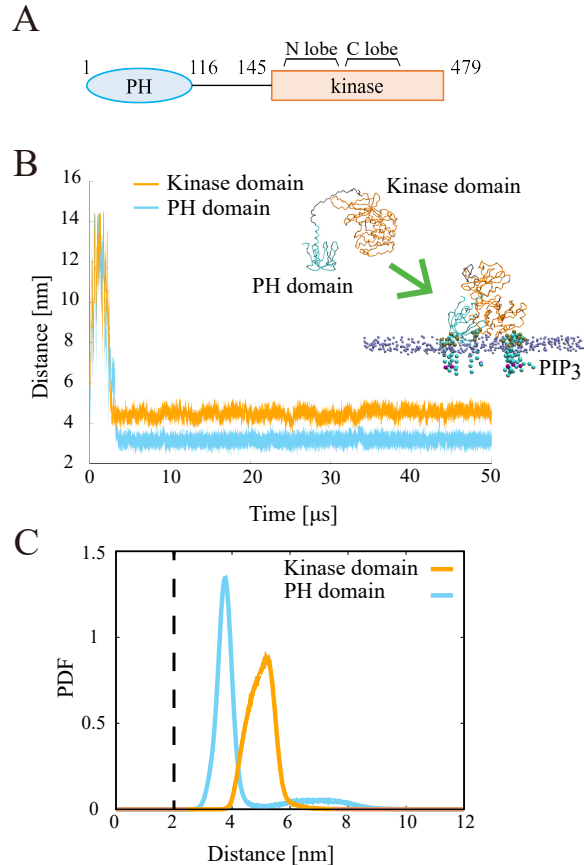 A
N lobe C lobe
1 116 145 479
PH kinase
B
16
14
12
10
8
6
4
2
Distance [nm]
Kinase domain
PH domain
Kinase domain
PH domain
PIP3
0 10 20 30 40 50
Time [μs]
C
1.5
1
0.5
0
PDF
Kinase domain
PH domain
0 2 4 6 8 10 12
Distance [nm]